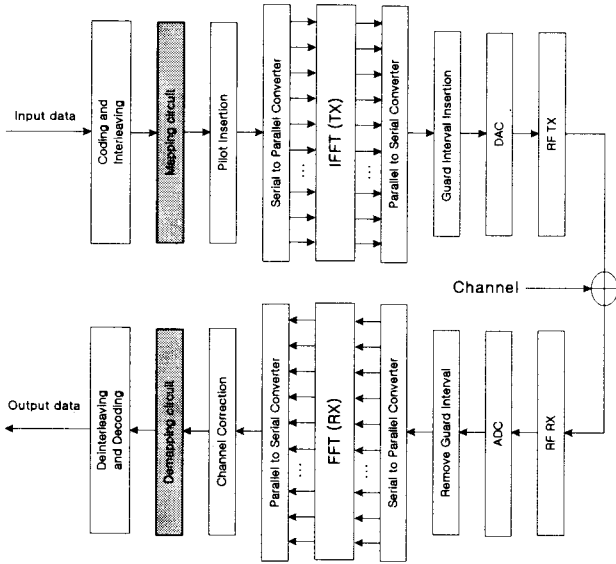 Input data
Coding and
Interleaving
Mapping circuit
Pilot Insertion
Serial to Parallel Converter
IFFT (TX)
Parallel to Serial Converter
Guard Interval Insertion
DAC
RF TX
Channel
Output data
Deinterleaving
and Decoding
Demapping circuit
Channel Correction
Parallel to Serial Converter
FFT (RX)
Serial to Parallel Converter
Remove Guard Interval
ADC
RF RX